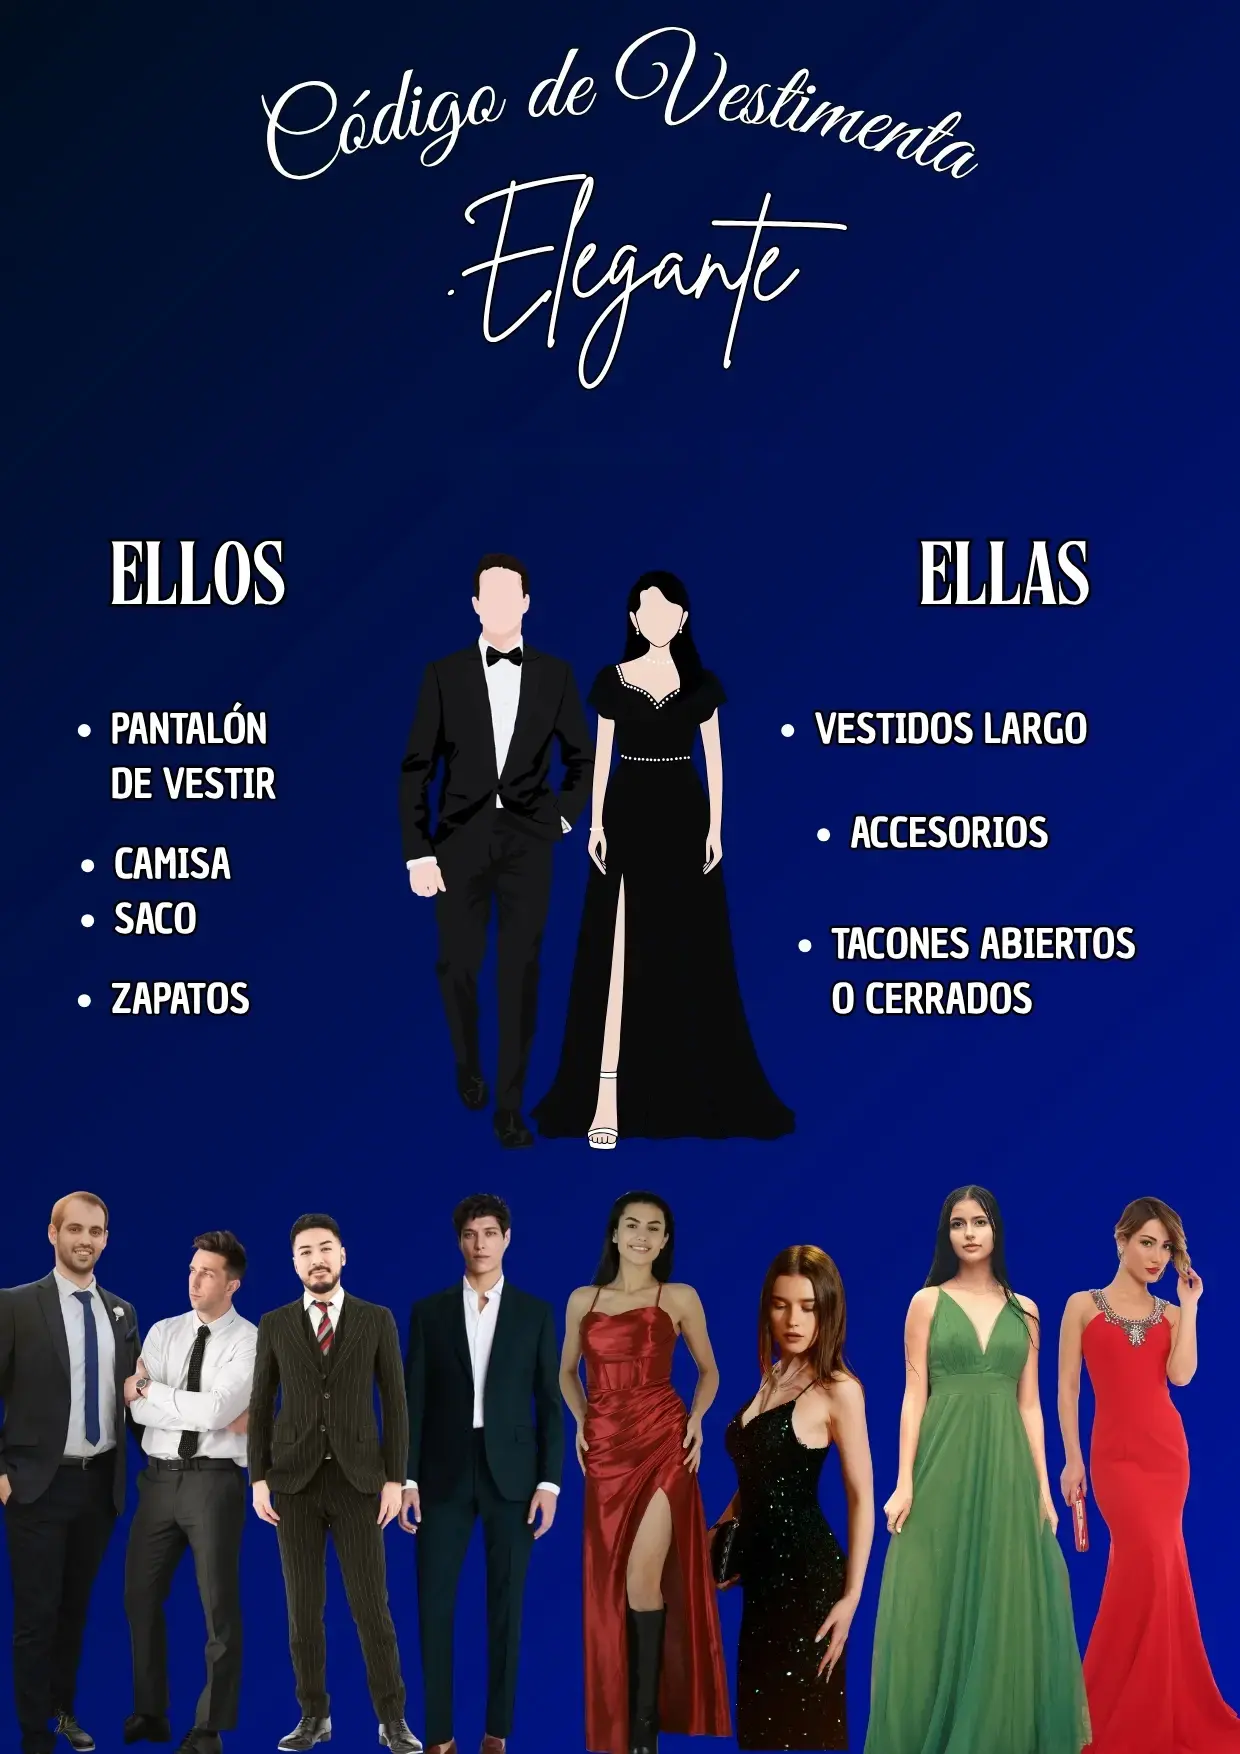 Código de Vestimenta
Elegante
ELLOS
• PANTALÓN
DE VESTIR
• CAMISA
• SACO
• ZAPATOS
ELLAS
• VESTIDOS LARGO
• ACCESORIOS
• TACONES ABIERTOS
O CERRADOS